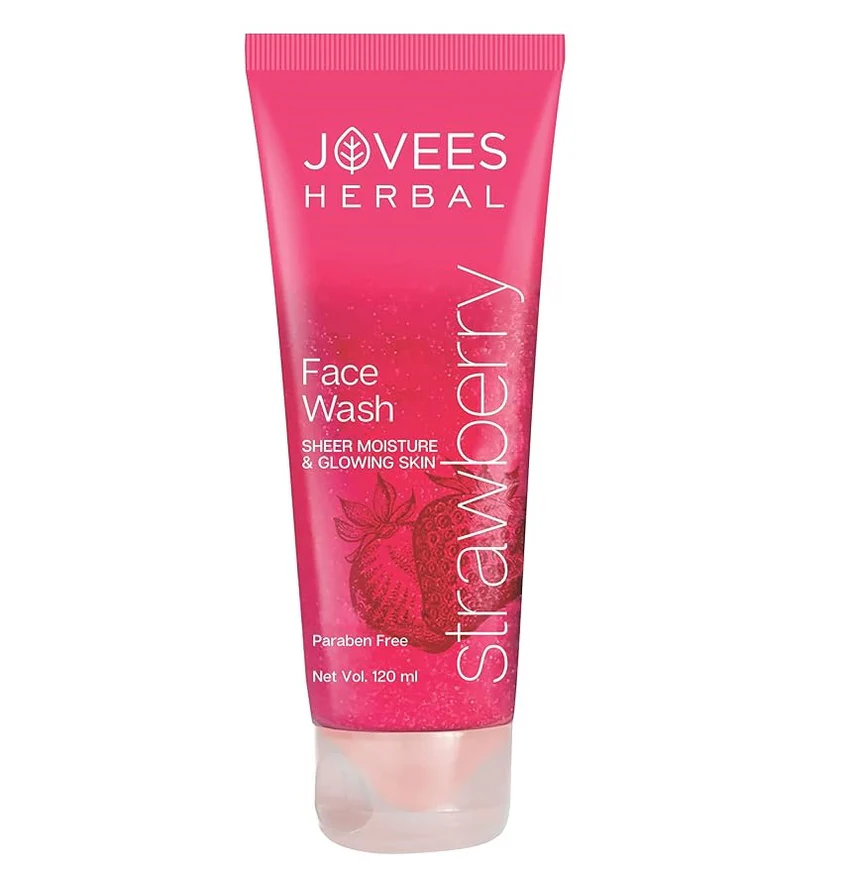 JOVEES
HERBAL
Face
Wash
SHEER MOISTURE
& GLOWING SKIN
strawberry
Paraben Free
Net Vol. 120 ml